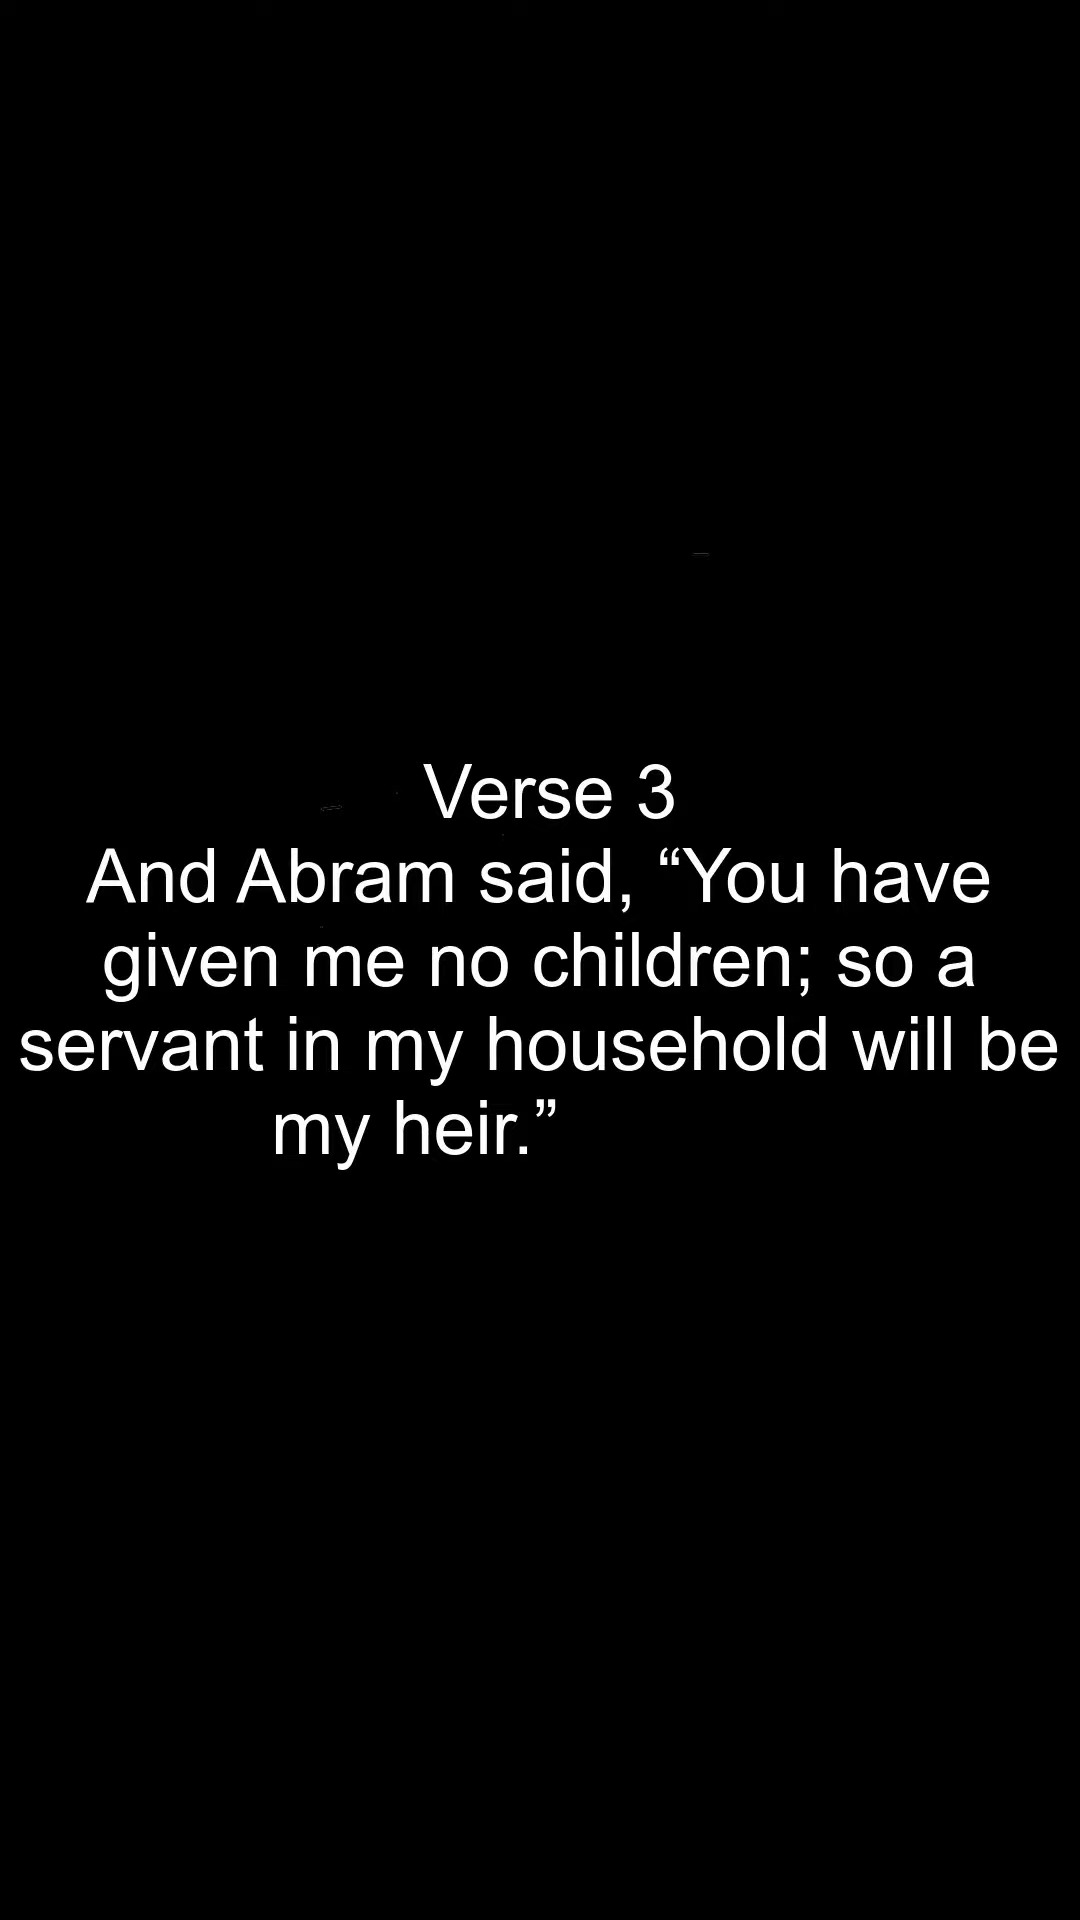 Verse 3
And Abram said, “You have
given me no children; so a
servant in my household will be
my heir.”